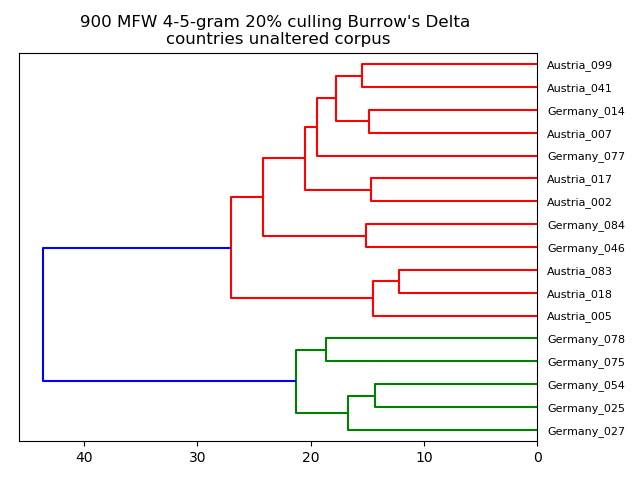 900 MFW 4-5-gram 20% culling Burrow's Delta
countries unaltered corpus
Austria_099
Austria_041
Germany_014
Austria_007
Germany_077
Austria_017
Austria_002
Germany_084
Germany_046
Austria_083
Austria_018
Austria_005
Germany_078
Germany_075
Germany_054
Germany_025
Germany_027
40 30 20 10 0